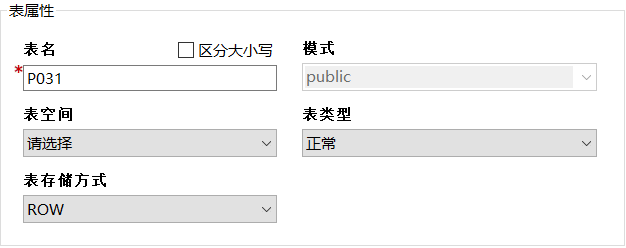 表属性
表名
区分大小写
模式
*
P031
public
表空间
表类型
请选择
正常
表存储方式
ROW